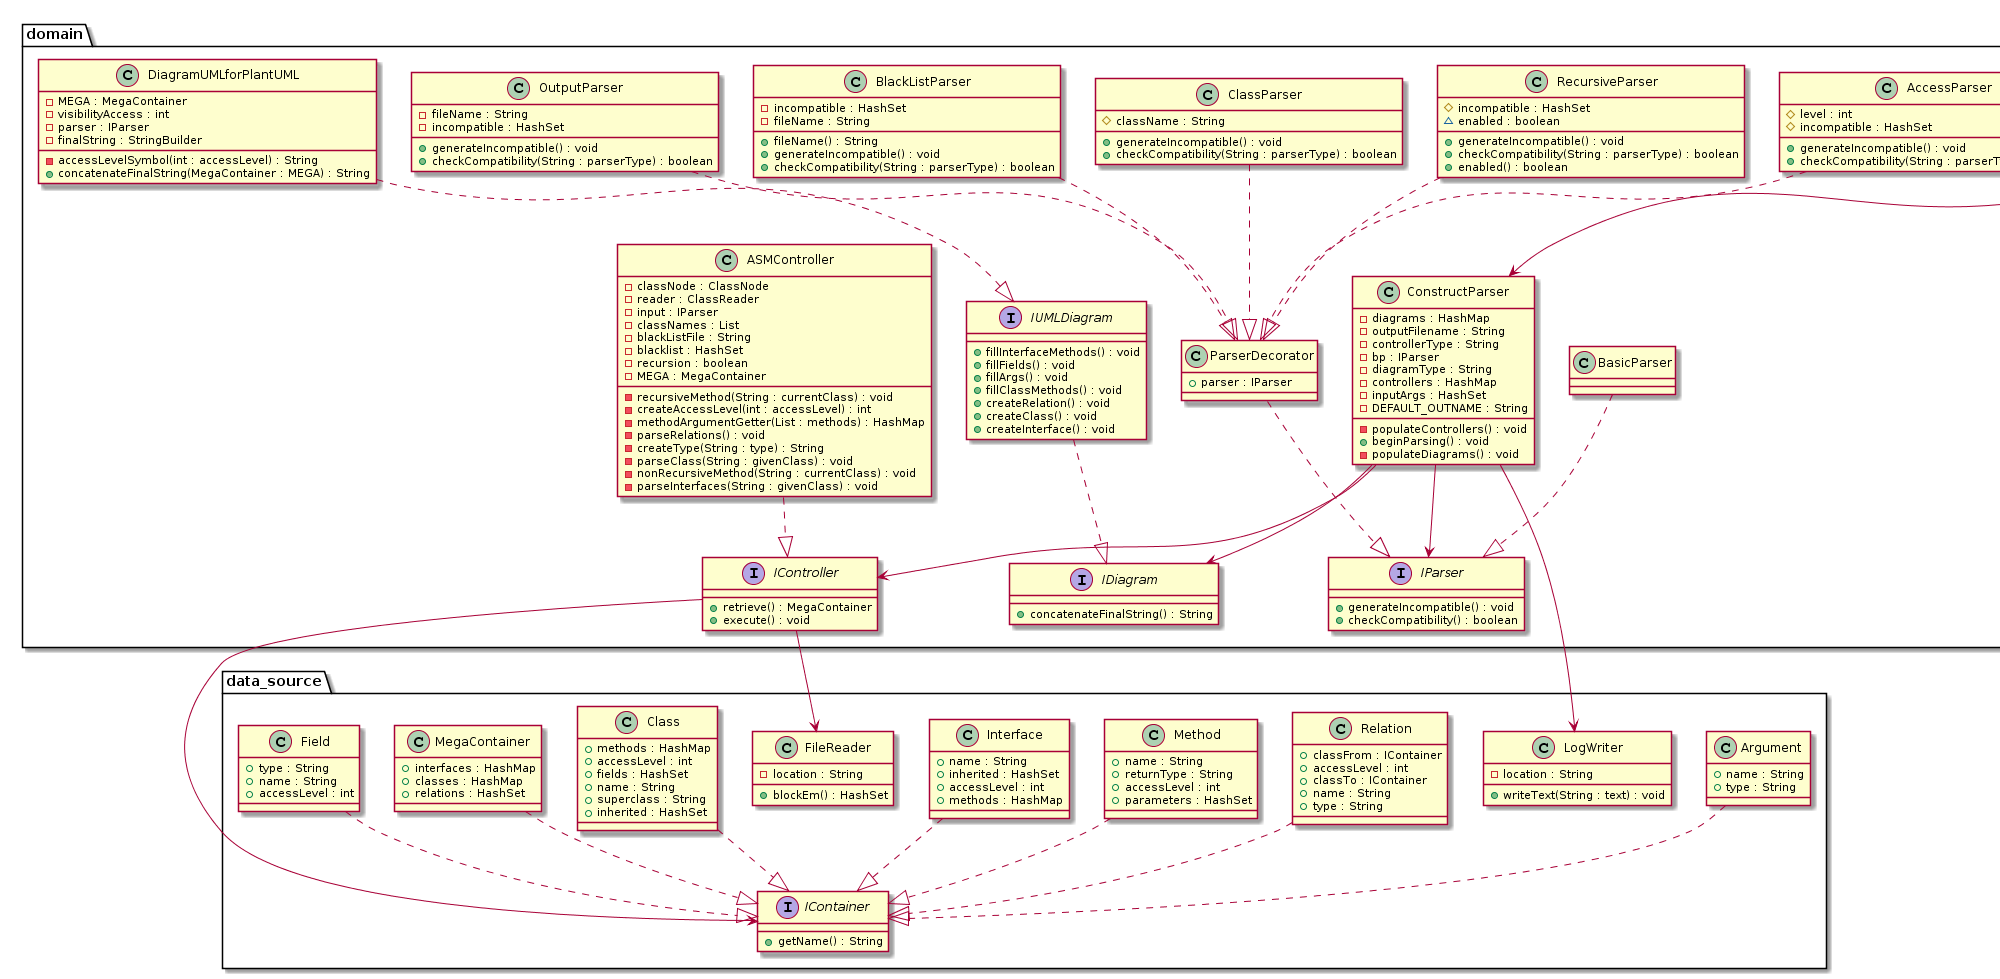 domain
C DiagramUMLforPlantUML
MEGA : MegaContainer
visibilityAccess : int
parser : IParser
finalString : StringBuilder
accessLevelSymbol(int : accessLevel) : String
concatenateFinalString(MegaContainer : MEGA) : String
C OutputParser
fileName : String
incompatible : HashSet
generateIncompatible() : void
checkCompatibility(String : parserType) : boolean
C BlackListParser
incompatible : HashSet
fileName : String
fileName() : String
generateIncompatible() : void
checkCompatibility(String : parserType) : boolean
C ClassParser
className : String
generateIncompatible() : void
checkCompatibility(String : parserType) : boolean
C RecursiveParser
incompatible : HashSet
enabled : boolean
generateIncompatible() : void
checkCompatibility(String : parserType) : boolean
enabled() : boolean
C AccessParser
level : int
incompatible : HashSet
generateIncompatible() : void
checkCompatibility(String : parserT
C ASMController
classNode : ClassNode
reader : ClassReader
input : IParser
classNames : List
blackListFile : String
blacklist : HashSet
recursion : boolean
MEGA : MegaContainer
recursiveMethod(String : currentClass) : void
createAccessLevel(int : accessLevel) : int
methodArgumentGetter(List : methods) : HashMap
parseRelations() : void
createType(String : type) : String
parseClass(String : givenClass) : void
nonRecursiveMethod(String : currentClass) : void
parseInterfaces(String : givenClass) : void
I IUMLDiagram
fillInterfaceMethods() : void
fillFields() : void
fillArgs() : void
fillClassMethods() : void
createRelation() : void
createClass() : void
createInterface() : void
C ParserDecorator
parser : IParser
C ConstructParser
diagrams : HashMap
outputFilename : String
controllerType : String
bp : IParser
diagramType : String
controllers : HashMap
inputArgs : HashSet
DEFAULT_OUTNAME : String
populateControllers() : void
beginParsing() : void
populateDiagrams() : void
C BasicParser
I IController
retrieve() : MegaContainer
execute() : void
I IDiagram
concatenateFinalString() : String
I IParser
generateIncompatible() : void
checkCompatibility() : boolean
data_source
C Field
type : String
name : String
accessLevel : int
C MegaContainer
interfaces : HashMap
classes : HashMap
relations : HashSet
C Class
methods : HashMap
accessLevel : int
fields : HashSet
name : String
superclass : String
inherited : HashSet
C FileReader
location : String
blockEm() : HashSet
C Interface
name : String
inherited : HashSet
accessLevel : int
methods : HashMap
C Method
name : String
returnType : String
accessLevel : int
parameters : HashSet
C Relation
classFrom : IContainer
accessLevel : int
classTo : IContainer
name : String
type : String
C LogWriter
location : String
writeText(String : text) : void
C Argument
name : String
type : String
I IContainer
getName() : String